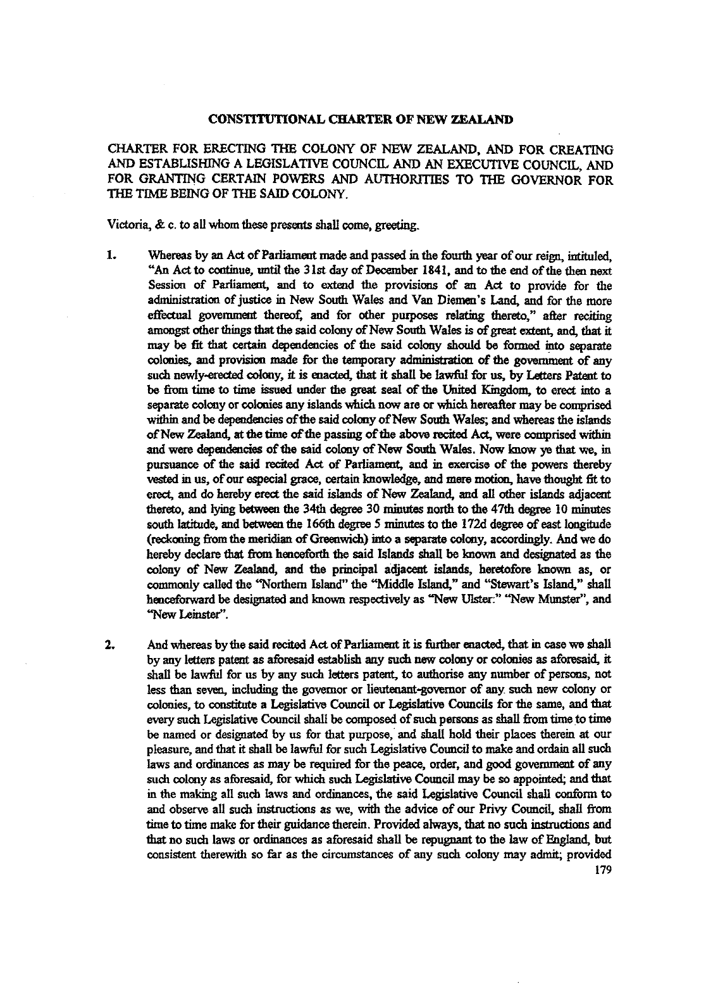 CONSTITUTIONAL CHARTER OF NEW ZEALAND
CHARTER FOR ERECTING THE COLONY OF NEW ZEALAND, AND FOR CREATING
AND ESTABLISHING A LEGISLATIVE COUNCIL AND AN EXECUTIVE COUNCIL, AND
FOR GRANTING CERTAIN POWERS AND AUTHORITIES TO THE GOVERNOR FOR
THE TIME BEING OF THE SAID COLONY.
Victoria, & c. to all whom these presents shall come, greeting.
1. Whereas by an Act of Parliament made and passed in the fourth year of our reign, intituled,
“An Act to continue, until the 31st day of December 1841, and to the end of the then next
Session of Parliament, and to extend the provisions of an Act to provide for the
administration of justice in New South Wales and Van Diemen's Land, and for the more
effectual government thereof, and for other purposes relating thereto,” after reciting
amongst other things that the said colony of New South Wales is of great extent, and, that it
may be fit that certain dependencies of the said colony should be formed into separate
colonies, and provision made for the temporary administration of the government of any
such newly-erected colony, it is enacted, that it shall be lawful for us, by Letters Patent to
be from time to time issued under the great seal of the United Kingdom, to erect into a
separate colony or colonies any islands which now are or which hereafter may be comprised
within and be dependencies of the said colony of New South Wales; and whereas the islands
of New Zealand, at the time of the passing of the above recited Act, were comprised within
and were dependencies of the said colony of New South Wales. Now know ye that we, in
pursuance of the said recited Act of Parliament, and in exercise of the powers thereby
vested in us, of our especial grace, certain knowledge, and mere motion, have thought fit to
erect, and do hereby erect the said islands of New Zealand, and all other islands adjacent
thereto, and lying between the 34th degree 30 minutes north to the 47th degree 10 minutes
south latitude, and between the 166th degree 5 minutes to the 172d degree of east longitude
(reckoning from the meridian of Greenwich) into a separate colony, accordingly. And we do
hereby declare that from henceforth the said Islands shall be known and designated as the
colony of New Zealand, and the principal adjacent islands, heretofore known as, or
commonly called the “Northern Island” the “Middle Island,” and “Stewart's Island,” shall
henceforward be designated and known respectively as “New Ulster:” “New Munster”, and
“New Leinster”.
2. And whereas by the said recited Act of Parliament it is further enacted, that in case we shall
by any letters patent as aforesaid establish any such new colony or colonies as aforesaid, it
shall be lawful for us by any such letters patent, to authorise any number of persons, not
less than seven, including the governor or lieutenant-governor of any such new colony or
colonies, to constitute a Legislative Council or Legislative Councils for the same, and that
every such Legislative Council shall be composed of such persons as shall from time to time
be named or designated by us for that purpose, and shall hold their places therein at our
pleasure, and that it shall be lawful for such Legislative Council to make and ordain all such
laws and ordinances as may be required for the peace, order, and good government of any
such colony as aforesaid, for which such Legislative Council may be so appointed; and that
in the making all such laws and ordinances, the said Legislative Council shall conform to
and observe all such instructions as we, with the advice of our Privy Council, shall from
time to time make for their guidance therein. Provided always, that no such instructions and
that no such laws or ordinances as aforesaid shall be repugnant to the law of England, but
consistent therewith so far as the circumstances of any such colony may admit; provided
179